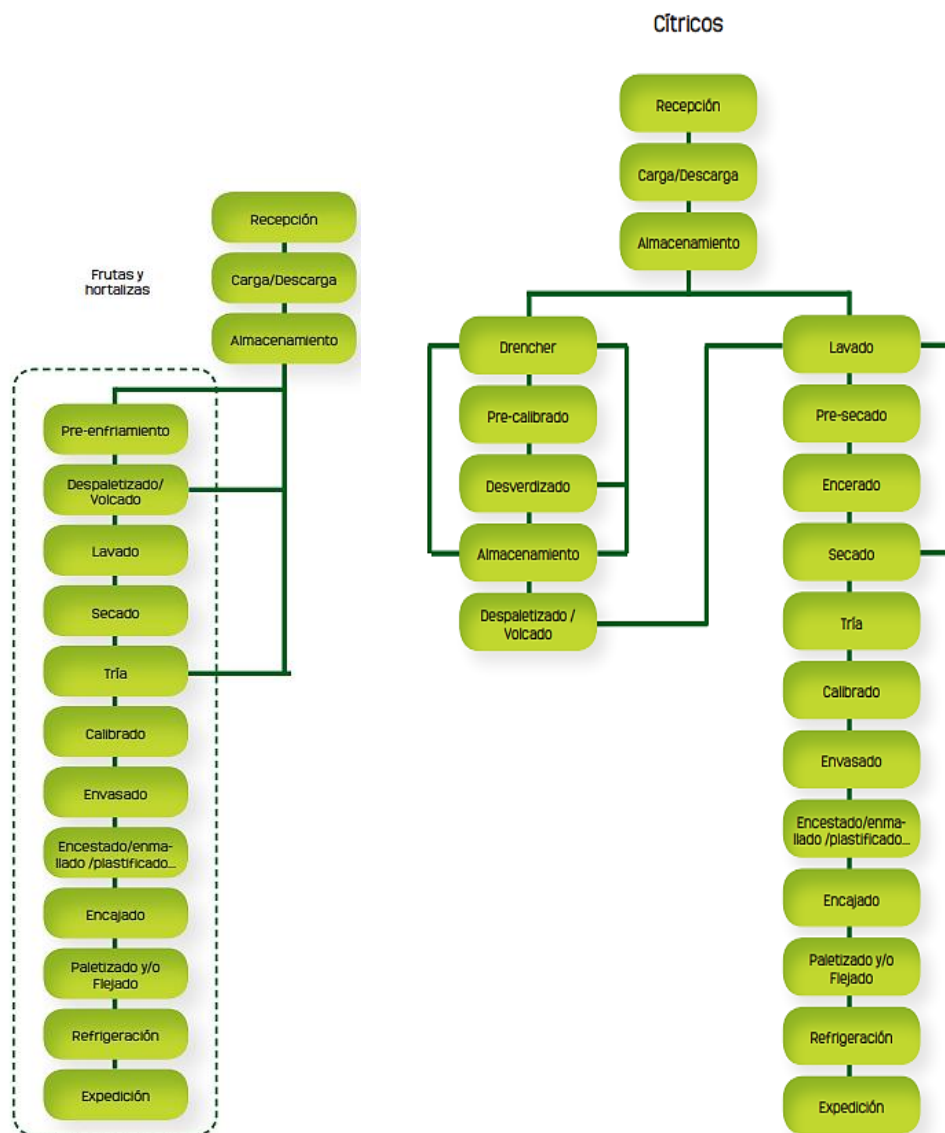 Frutas y
hortalizas
Recepción
Carga/Descarga
Almacenamiento
Pre-enfriamiento
Despaletizado/
Volcado
Lavado
Secado
Tría
Calibrado
Envasado
Encestado/enma-
llado /plastificado...
Encajado
Paletizado y/o
Flejado
Refrigeración
Expedición
Cítricos
Recepción
Carga/Descarga
Almacenamiento
Drencher
Pre-calibrado
Desverdizado
Almacenamiento
Despaletizado /
Volcado
Lavado
Pre-secado
Encerado
Secado
Tría
Calibrado
Envasado
Encestado/enma-
llado /plastificado...
Encajado
Paletizado y/o
Flejado
Refrigeración
Expedición